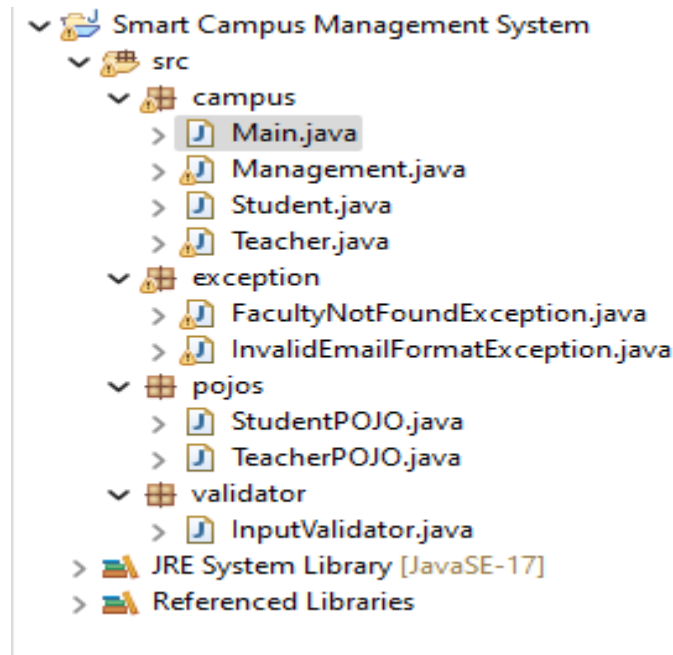 Smart Campus Management System
src
campus
Main.java
Management.java
Student.java
Teacher.java
exception
FacultyNotFoundException.java
InvalidEmailFormatException.java
pojos
StudentPOJO.java
TeacherPOJO.java
validator
InputValidator.java
JRE System Library [JavaSE-17]
Referenced Libraries